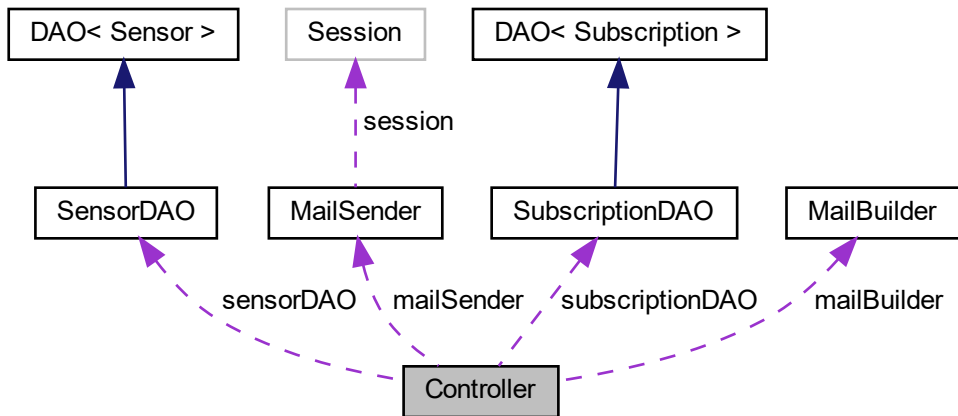 DAO< Sensor >
Session
DAO< Subscription >
session
SensorDAO
MailSender
SubscriptionDAO
MailBuilder
sensorDAO
mailSender
subscriptionDAO
mailBuilder
Controller